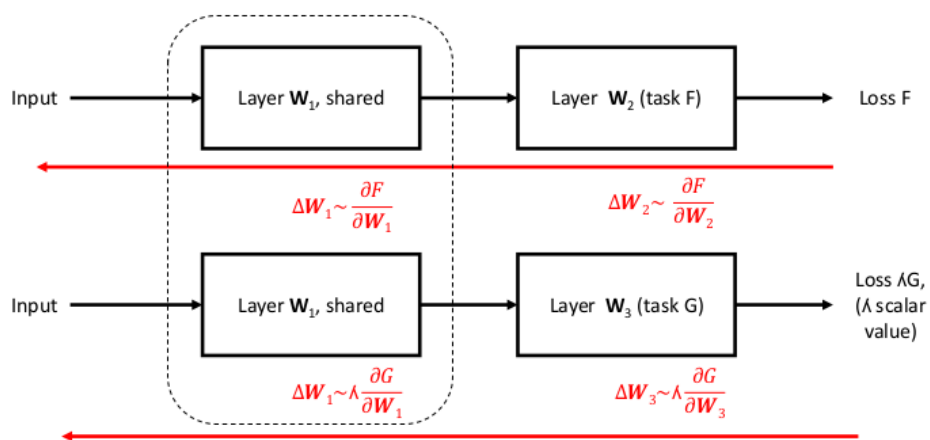 Input
Layer W₁, shared
Layer W₂ (task F)
Loss F
ΔW₁~ ∂F/∂W₁
ΔW₂~ ∂F/∂W₂
Input
Layer W₁, shared
Layer W₃ (task G)
Loss ʎG,
(ʎ scalar
value)
ΔW₁~ʎ ∂G/∂W₁
ΔW₃~ʎ ∂G/∂W₃